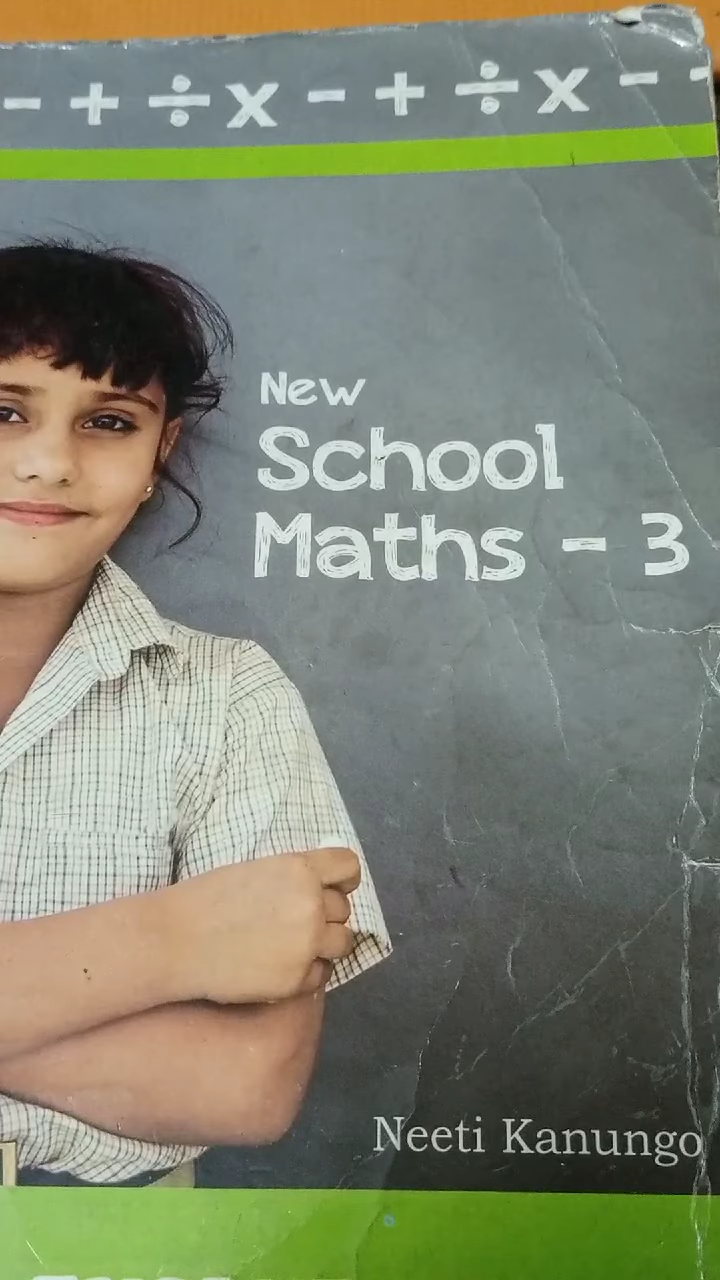 - + ÷ x - + ÷ x -
New
School
Maths - 3
Neeti Kanungo